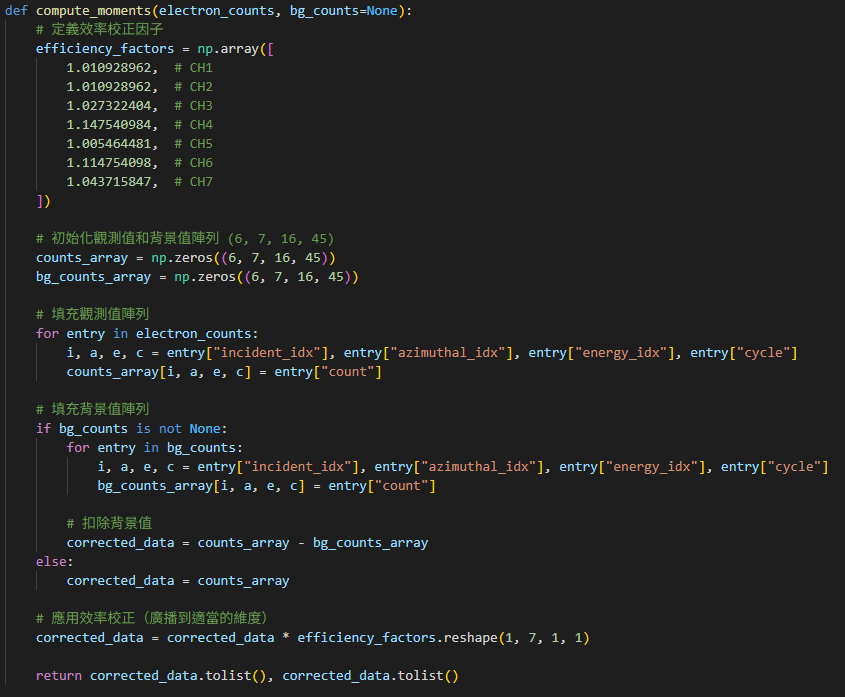 def compute_moments(electron_counts, bg_counts=None):
    # 定義效率校正因子
    efficiency_factors = np.array([
        1.010928962,  # CH1
        1.010928962,  # CH2
        1.027322404,  # CH3
        1.147540984,  # CH4
        1.005464481,  # CH5
        1.114754098,  # CH6
        1.043715847,  # CH7
    ])
    # 初始化觀測值和背景值陣列 (6, 7, 16, 45)
    counts_array = np.zeros((6, 7, 16, 45))
    bg_counts_array = np.zeros((6, 7, 16, 45))
    # 填充觀測值陣列
    for entry in electron_counts:
        i, a, e, c = entry["incident_idx"], entry["azimuthal_idx"], entry["energy_idx"], entry["cycle"]
        counts_array[i, a, e, c] = entry["count"]
    # 填充背景值陣列
    if bg_counts is not None:
        for entry in bg_counts:
            i, a, e, c = entry["incident_idx"], entry["azimuthal_idx"], entry["energy_idx"], entry["cycle"]
            bg_counts_array[i, a, e, c] = entry["count"]
        # 扣除背景值
        corrected_data = counts_array - bg_counts_array
    else:
        corrected_data = counts_array
    # 應用效率校正（廣播到適當的維度）
    corrected_data = corrected_data * efficiency_factors.reshape(1, 7, 1, 1)
    return corrected_data.tolist(), corrected_data.tolist()